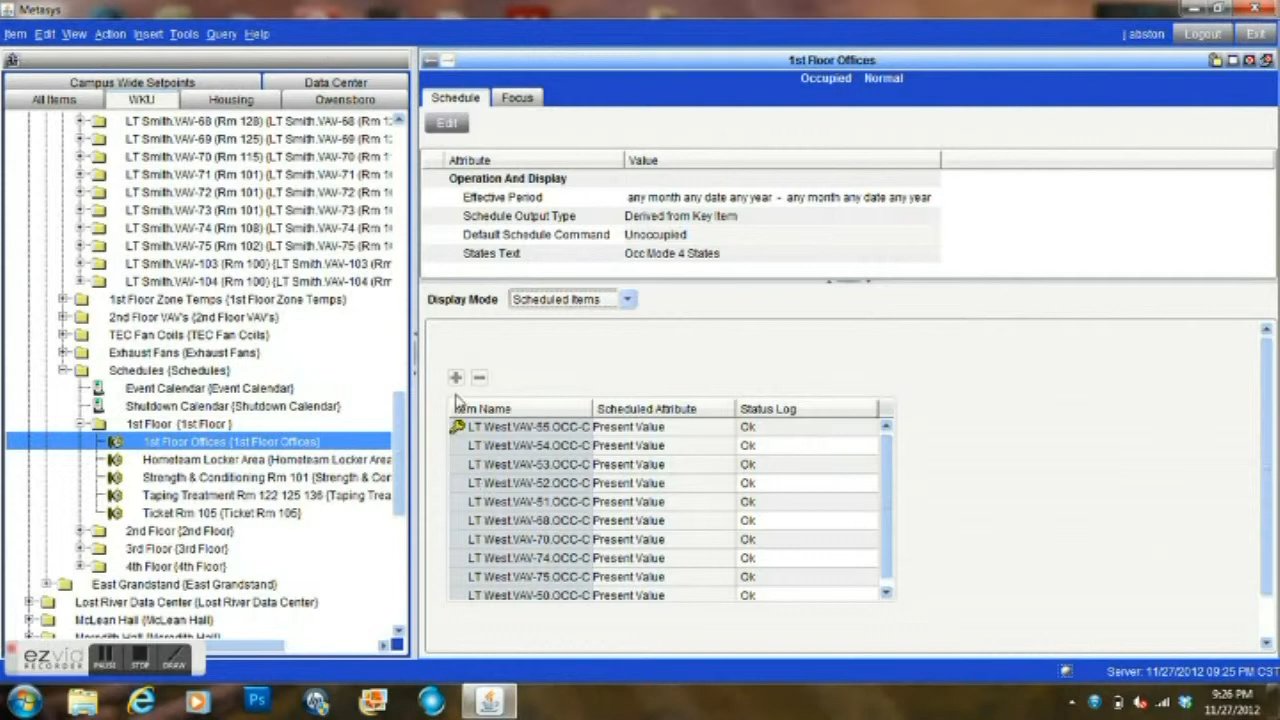 Metasys
Item Edit View Action Insert Tools Query Help
jabston Logout Exit
Campus Wide Setpoints Data Center
All Items WKU Housing Owensboro
LT Smith.VAV-68 (Rm 128) {LT Smith.VAV-68 (Rm 12
LT Smith.VAV-69 (Rm 125) {LT Smith.VAV-69 (Rm 12
LT Smith.VAV-70 (Rm 115) {LT Smith.VAV-70 (Rm 11
LT Smith.VAV-71 (Rm 101) {LT Smith.VAV-71 (Rm 10
LT Smith.VAV-72 (Rm 101) {LT Smith.VAV-72 (Rm 10
LT Smith.VAV-73 (Rm 101) {LT Smith.VAV-73 (Rm 10
LT Smith.VAV-74 (Rm 108) {LT Smith.VAV-74 (Rm 10
LT Smith.VAV-75 (Rm 102) {LT Smith.VAV-75 (Rm 10
LT Smith.VAV-103 (Rm 100) {LT Smith.VAV-103 (Rm
LT Smith.VAV-104 (Rm 100) {LT Smith.VAV-104 (Rm
1st Floor Zone Temps {1st Floor Zone Temps}
2nd Floor VAV's {2nd Floor VAV's}
TEC Fan Coils {TEC Fan Coils}
Exhaust Fans {Exhaust Fans}
Schedules {Schedules}
Event Calendar {Event Calendar}
Shutdown Calendar {Shutdown Calendar}
1st Floor {1st Floor }
1st Floor Offices {1st Floor Offices}
Hometeam Locker Area {Hometeam Locker Area
Strength & Conditioning Rm 101 {Strength & Cor
Taping Treatment Rm 122 125 136 {Taping Trea
Ticket Rm 105 {Ticket Rm 105}
2nd Floor {2nd Floor}
3rd Floor {3rd Floor}
4th Floor {4th Floor}
East Grandstand {East Grandstand}
Lost River Data Center {Lost River Data Center}
McLean Hall {McLean Hall}
Meredith Hall {Meredith Hall}
1st Floor Offices
Occupied Normal
Schedule Focus
Edit
Attribute Value
Operation And Display
Effective Period any month any date any year - any month any date any year
Schedule Output Type Derived from Key Item
Default Schedule Command Unoccupied
States Text Occ Mode 4 States
Display Mode Scheduled Items
Item Name Scheduled Attribute Status Log
LT West.VAV-55.OCC-C Present Value Ok
LT West.VAV-54.OCC-C Present Value Ok
LT West.VAV-53.OCC-C Present Value Ok
LT West.VAV-52.OCC-C Present Value Ok
LT West.VAV-51.OCC-C Present Value Ok
LT West.VAV-68.OCC-C Present Value Ok
LT West.VAV-70.OCC-C Present Value Ok
LT West.VAV-74.OCC-C Present Value Ok
LT West.VAV-75.OCC-C Present Value Ok
LT West.VAV-50.OCC-C Present Value Ok
ezvid
RECORDER
PAUSE STOP DRAW
Server: 11/27/2012 09:25 PM CST
Ps
9:26 PM
11/27/2012